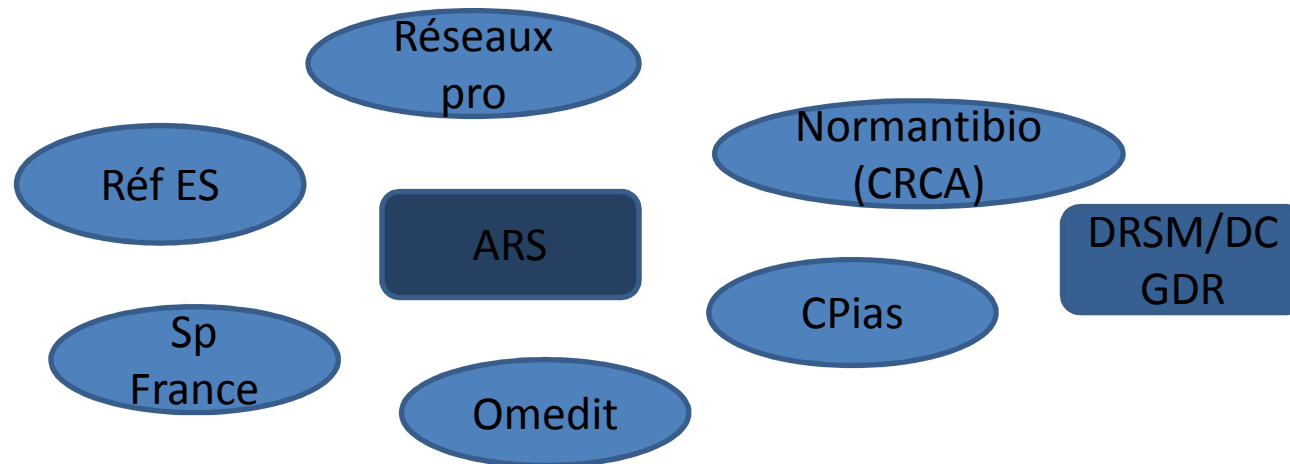 Réseaux
pro
Normantibio
(CRCA)
Réf ES
ARS
DRSM/DC
GDR
CPias
Sp
France
Omedit